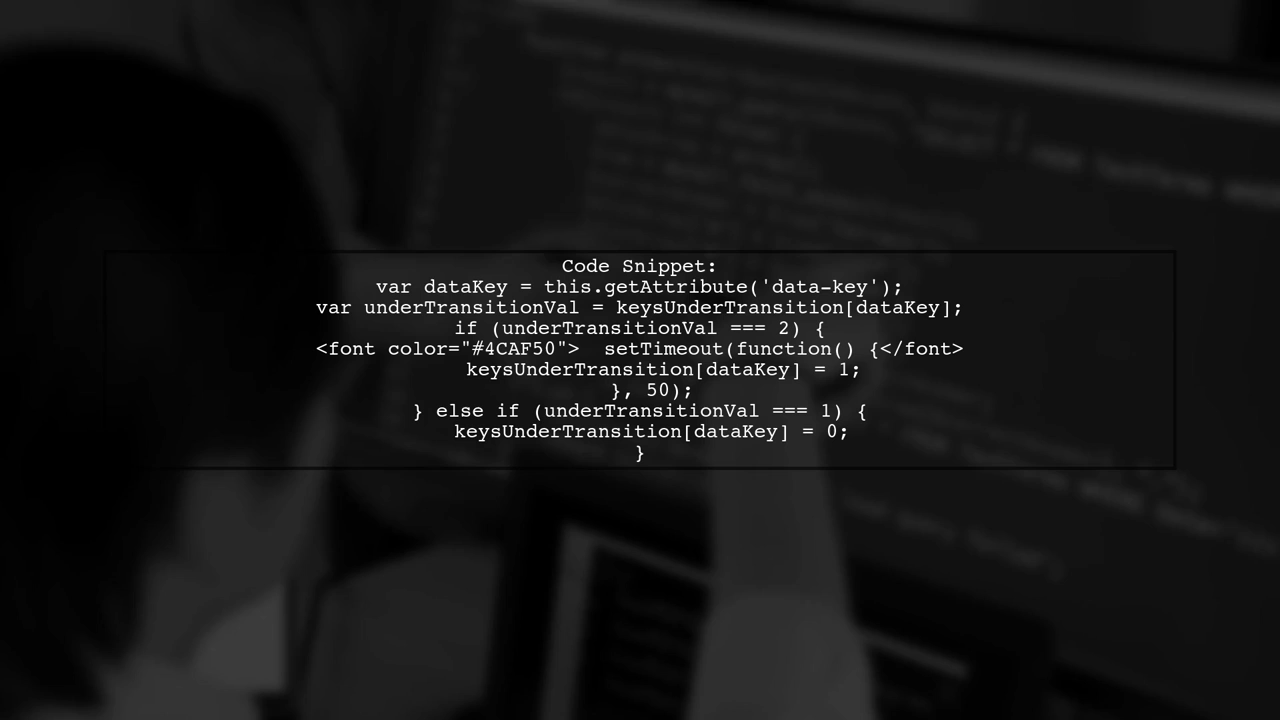 Code Snippet:
var dataKey = this.getAttribute('data-key');
var underTransitionVal = keysUnderTransition[dataKey];
if (underTransitionVal === 2) {
<font color="#4CAF50">  setTimeout(function() {</font>
keysUnderTransition[dataKey] = 1;
}, 50);
} else if (underTransitionVal === 1) {
keysUnderTransition[dataKey] = 0;
}